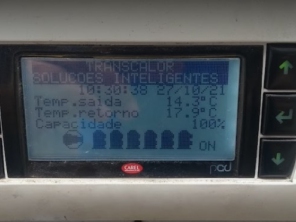 TRANSCALOR
SOLUCOES INTELIGENTES
10:30:38 27/10/21
Temp.saida 14.3°C
Temp.retorno 17.9°C
Capacidade 100%
ON
CAREL pCO